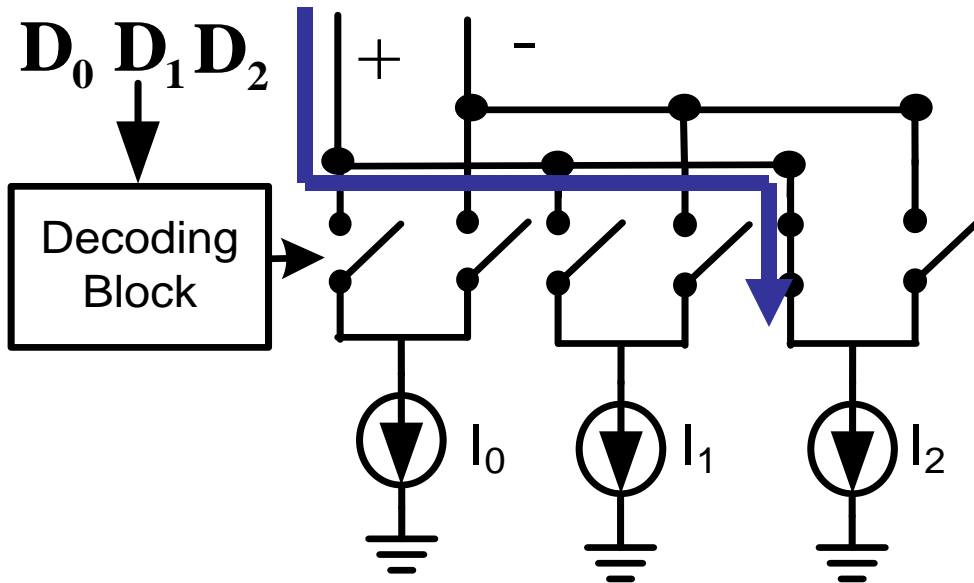 D₀ D₁ D₂
+ -
Decoding
Block
I₀ I₁ I₂